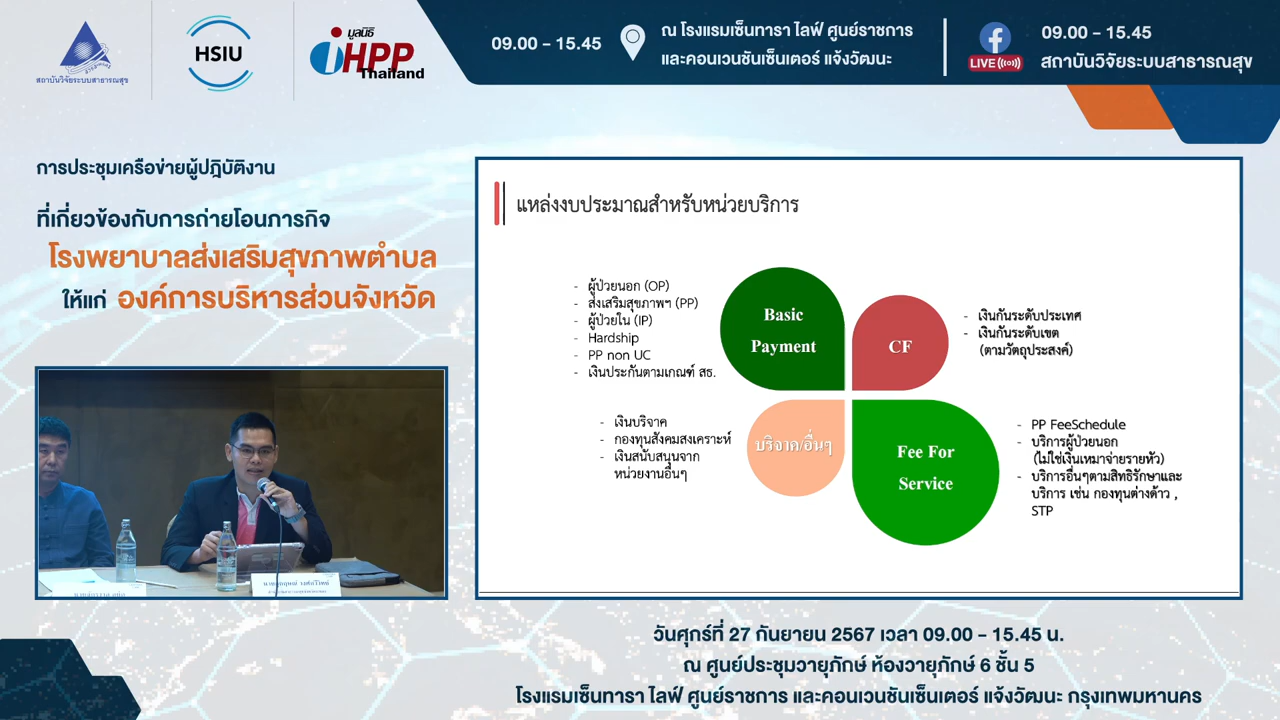 สถาบันวิจัยระบบสาธารณสุข
HSIU
มูลนิธิ
iHPP
Thailand
09.00 - 15.45
ณ โรงแรมเซ็นทารา ไลฟ์ ศูนย์ราชการ
และคอนเวนชันเซ็นเตอร์ แจ้งวัฒนะ
LIVE
09.00 - 15.45
สถาบันวิจัยระบบสาธารณสุข
การประชุมเครือข่ายผู้ปฏิบัติงาน
ที่เกี่ยวข้องกับการถ่ายโอนภารกิจ
โรงพยาบาลส่งเสริมสุขภาพตำบล
ให้แก่ องค์การบริหารส่วนจังหวัด
แหล่งงบประมาณสำหรับหน่วยบริการ
- ผู้ป่วยนอก (OP)
- ส่งเสริมสุขภาพฯ (PP)
- ผู้ป่วยใน (IP)
- Hardship
- PP non UC
- เงินประกันตามเกณฑ์ สธ.
Basic
Payment
CF
- เงินกันระดับประเทศ
- เงินกันระดับเขต
(ตามวัตถุประสงค์)
- เงินบริจาค
- กองทุนสังคมสงเคราะห์
- เงินสนับสนุนจาก
หน่วยงานอื่นๆ
บริจาค/อื่นๆ
Fee For
Service
- PP FeeSchedule
- บริการผู้ป่วยนอก
(ไม่ใช่เงินเหมาจ่ายรายหัว)
- บริการอื่นๆตามสิทธิรักษาและ
บริการ เช่น กองทุนต่างด้าว ,
STP
วันศุกร์ที่ 27 กันยายน 2567 เวลา 09.00 - 15.45 น.
ณ ศูนย์ประชุมวายุภักษ์ ห้องวายุภักษ์ 6 ชั้น 5
โรงแรมเซ็นทารา ไลฟ์ ศูนย์ราชการ และคอนเวนชันเซ็นเตอร์ แจ้งวัฒนะ กรุงเทพมหานคร